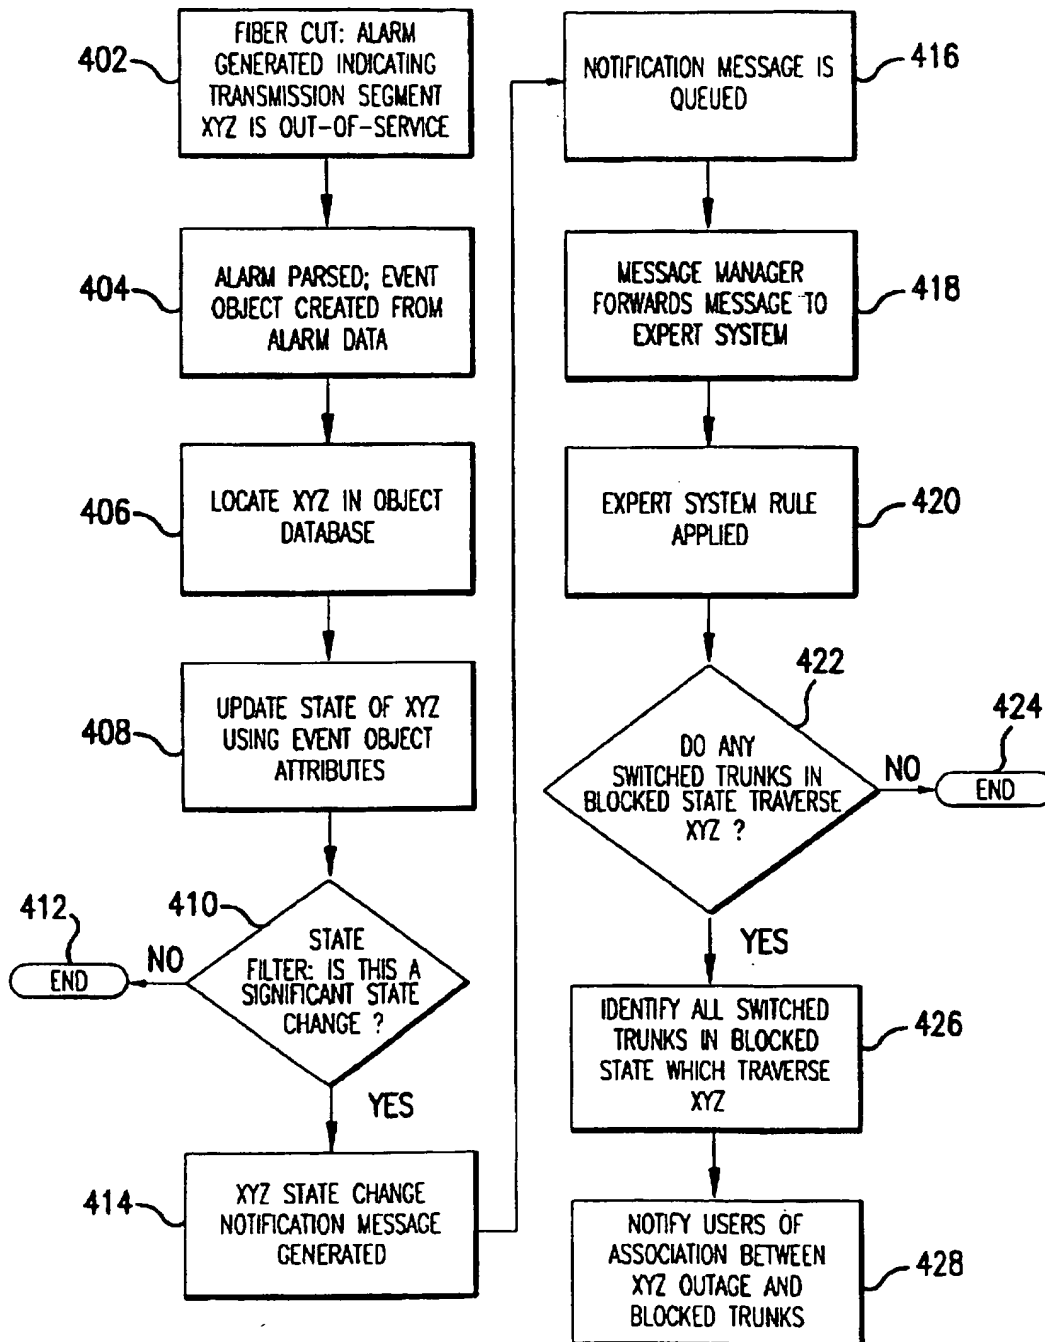 402
FIBER CUT: ALARM
GENERATED INDICATING
TRANSMISSION SEGMENT
XYZ IS OUT-OF-SERVICE
404
ALARM PARSED; EVENT
OBJECT CREATED FROM
ALARM DATA
406
LOCATE XYZ IN OBJECT
DATABASE
408
UPDATE STATE OF XYZ
USING EVENT OBJECT
ATTRIBUTES
410
STATE
FILTER: IS THIS A
SIGNIFICANT STATE
CHANGE ?
NO
412
END
YES
414
XYZ STATE CHANGE
NOTIFICATION MESSAGE
GENERATED
416
NOTIFICATION MESSAGE IS
QUEUED
418
MESSAGE MANAGER
FORWARDS MESSAGE TO
EXPERT SYSTEM
420
EXPERT SYSTEM RULE
APPLIED
422
DO ANY
SWITCHED TRUNKS IN
BLOCKED STATE TRAVERSE
XYZ ?
NO
424
END
YES
426
IDENTIFY ALL SWITCHED
TRUNKS IN BLOCKED
STATE WHICH TRAVERSE
XYZ
428
NOTIFY USERS OF
ASSOCIATION BETWEEN
XYZ OUTAGE AND
BLOCKED TRUNKS